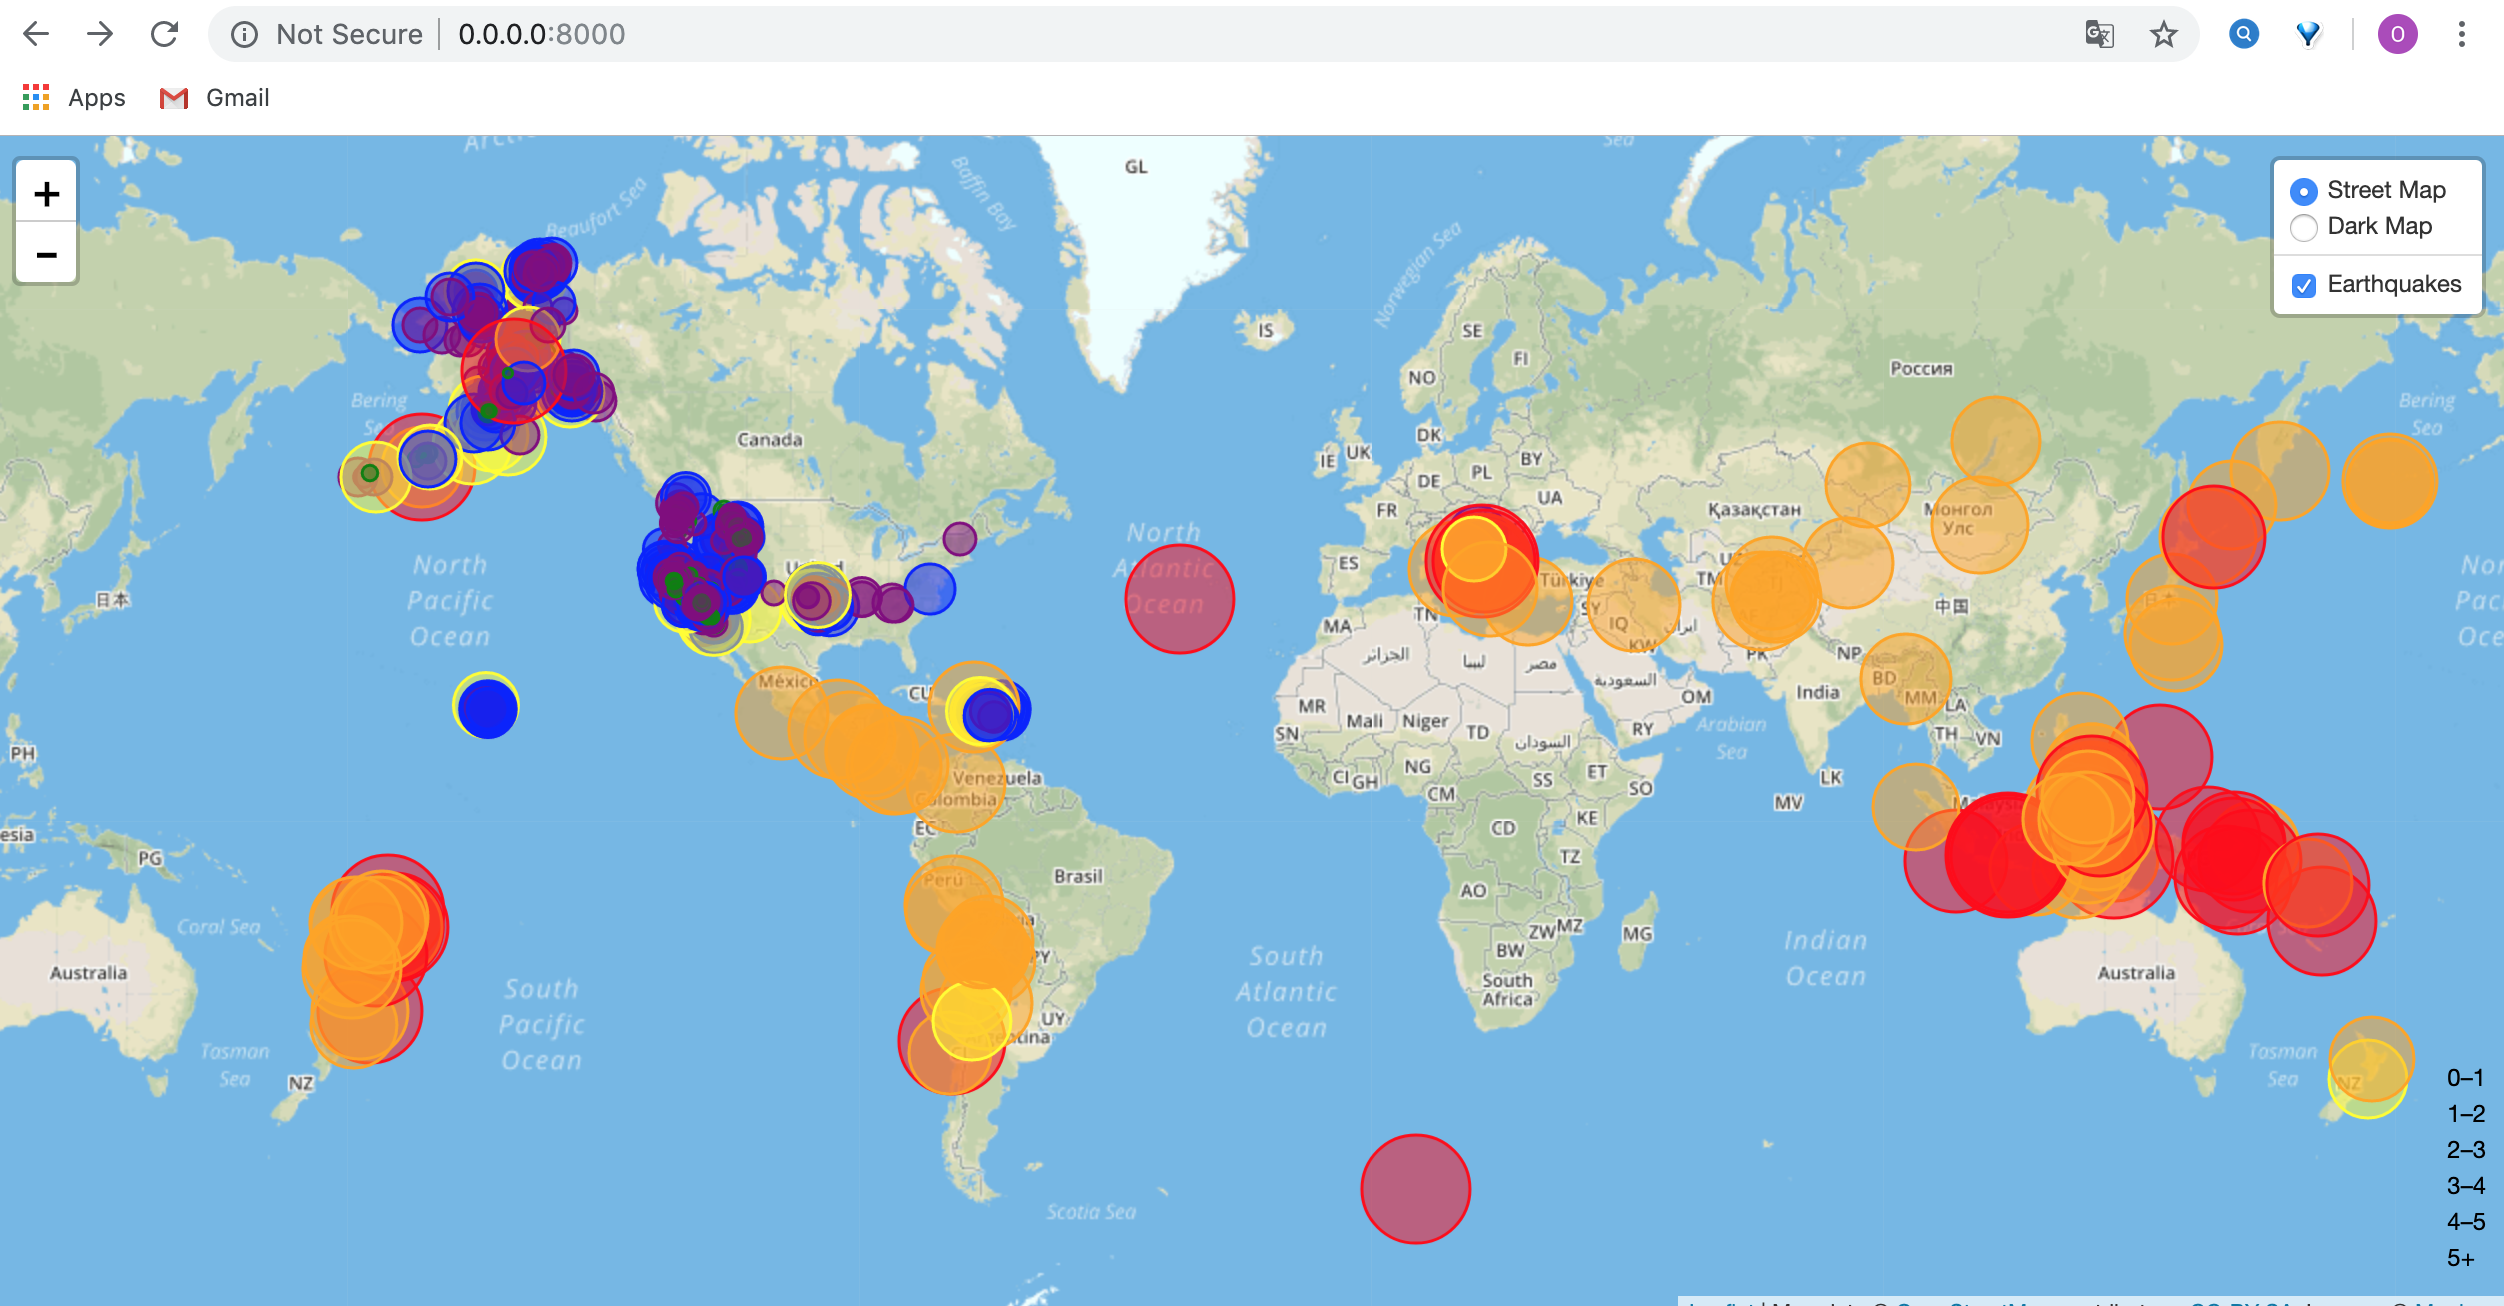 Not Secure | 0.0.0.0:8000
O
Apps
Gmail
+
−
Street Map
Dark Map
Earthquakes
Beaufort Sea
Baffin Bay
GL
Sea
Norwegian Sea
IS
SE
FI
NO
Россия
Bering
Bering
Sea
Canada
DK
IE
UK
BY
DE
PL
UA
FR
Қазақстан
Монгол
Улс
North
Atlantic
Ocean
ES
Türkiye
TM
North
Pacific
Ocean
日本
中国
TN
MA
SY
IQ
KW
PK
NP
الجزائر
ليبيا
مصر
السعودية
México
CU
BD
MM
LA
India
OM
MR
Mali
Niger
TD
SN
السودان
RY
Arabian
Sea
TH
VN
PH
Venezuela
Colombia
CI
GH
NG
SS
ET
SO
LK
CM
MV
EC
CD
KE
PG
TZ
Perú
Brasil
AO
ZW
MZ
MG
Coral Sea
BW
PY
South
Atlantic
Ocean
Indian
Ocean
Australia
Australia
South
Africa
South
Pacific
Ocean
UY
Tasman
Sea
Tasman
Sea
NZ
NZ
Scotia Sea
0–1
1–2
2–3
3–4
4–5
5+